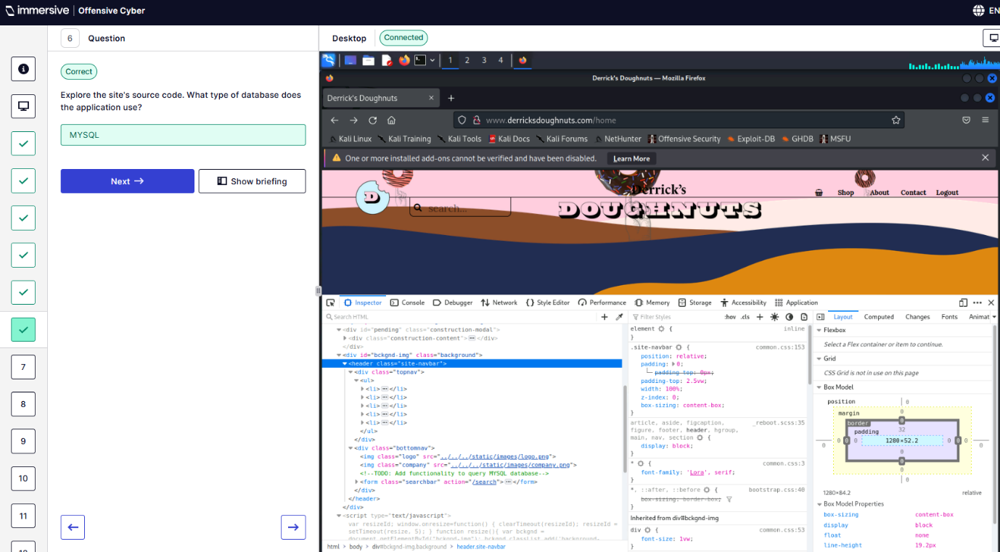 immersive | Offensive Cyber
EN
6 Question
Desktop
Connected
Correct
Explore the site's source code. What type of database does
the application use?
MYSQL
Next →
Show briefing
7
8
9
10
11
1 2 3 4
Derrick's Doughnuts — Mozilla Firefox
Derrick's Doughnuts
www.derricksdoughnuts.com/home
Kali Linux Kali Training Kali Tools Kali Docs Kali Forums NetHunter Offensive Security Exploit-DB GHDB MSFU
One or more installed add-ons cannot be verified and have been disabled. Learn More
D
search...
Derrick's
DOUGHNUTS
Shop About Contact Logout
Inspector Console Debugger Network Style Editor Performance Memory Storage Accessibility Application
Search HTML
<div id="pending" class="construction-modal">
<div class="construction-content"></div>
</div>
<div id="bckgnd-img" class="background">
<header class="site-navbar">
<div class="topnav">
<ul>
<li></li>
<li></li>
<li></li>
<li></li>
<li></li>
</ul>
</div>
<div class="bottomnav">
<img class="logo" src="../../../static/images/logo.png">
<img class="company" src="../../../static/images/company.png">
<!--TODO: Add functionality to query MYSQL database-->
<form class="searchbar" action="/search"></form>
</div>
</header>
</div>
<script type="text/javascript">
var resizeId; window.onresize=function() { clearTimeout(resizeId); resizeId =
setTimeout(resize, 5); } function resize(){ var bckgnd =
html > body > div#bckgnd-img.background > header.site-navbar
Filter Styles
:hov .cls
element { inline
}
.site-navbar { common.css:153
position: relative;
padding: 0;
padding-top: 0px;
padding-top: 2.5vw;
width: 100%;
z-index: 0;
box-sizing: content-box;
}
article, aside, figcaption, _reboot.scss:35
figure, footer, header, hgroup,
main, nav, section {
display: block;
}
* { common.css:3
font-family: 'Lora', serif;
}
*, ::after, ::before { bootstrap.css:40
box-sizing: border-box;
}
Inherited from div#bckgnd-img
div { common.css:53
font-size: 1vw;
}
Layout Computed Changes Fonts Animat
Flexbox
Select a Flex container or item to continue.
Grid
CSS Grid is not in use on this page
Box Model
position 0
margin 0
border 0
padding 32
0 0 0 0 1280×52.2 0 0 0 0
0
0
0
0
1280×84.2 relative
Box Model Properties
box-sizing content-box
display block
float none
line-height 19.2px